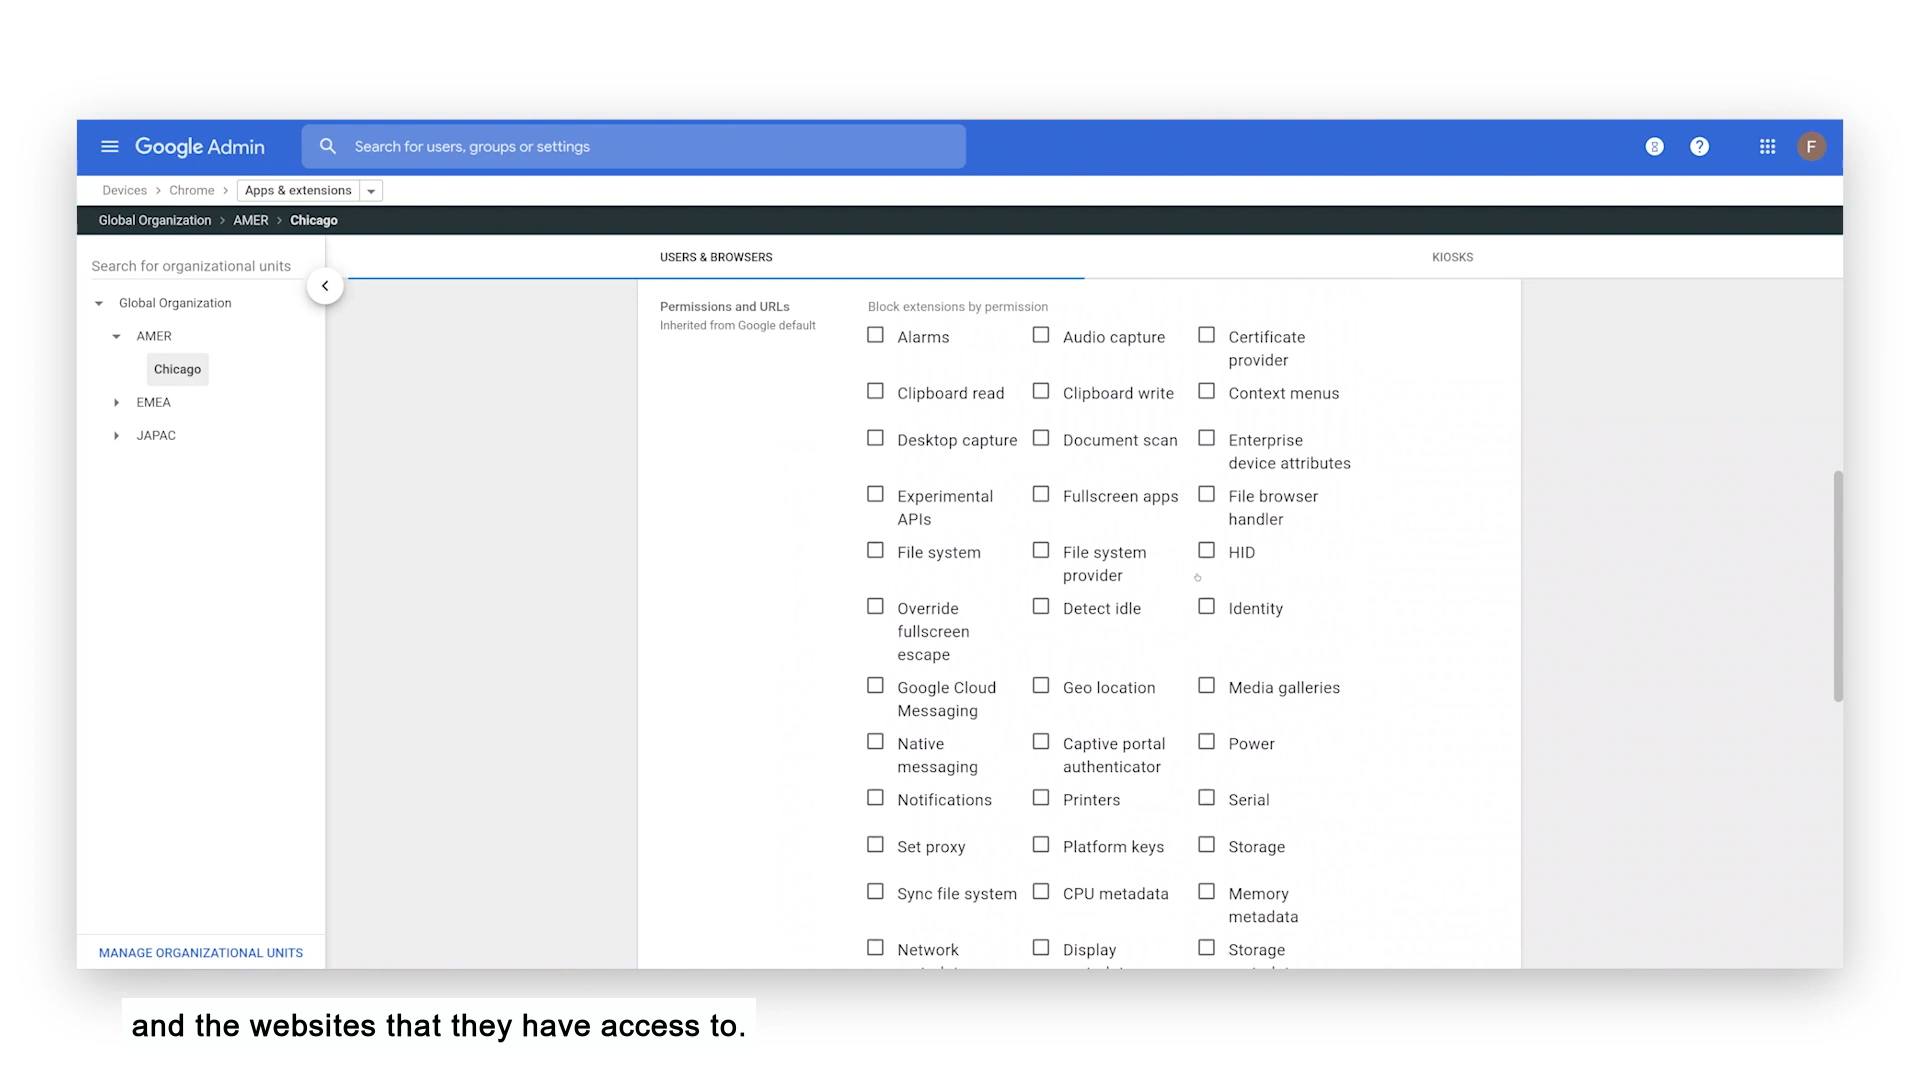 Google Admin
Search for users, groups or settings
F
Devices > Chrome > Apps & extensions
Global Organization > AMER > Chicago
USERS & BROWSERS
KIOSKS
Search for organizational units
Global Organization
AMER
Chicago
EMEA
JAPAC
MANAGE ORGANIZATIONAL UNITS
Permissions and URLs
Inherited from Google default
Block extensions by permission
Alarms
Audio capture
Certificate
provider
Clipboard read
Clipboard write
Context menus
Desktop capture
Document scan
Enterprise
device attributes
Experimental
APIs
Fullscreen apps
File browser
handler
File system
File system
provider
HID
Override
fullscreen
escape
Detect idle
Identity
Google Cloud
Messaging
Geo location
Media galleries
Native
messaging
Captive portal
authenticator
Power
Notifications
Printers
Serial
Set proxy
Platform keys
Storage
Sync file system
CPU metadata
Memory
metadata
Network
Display
Storage
and the websites that they have access to.